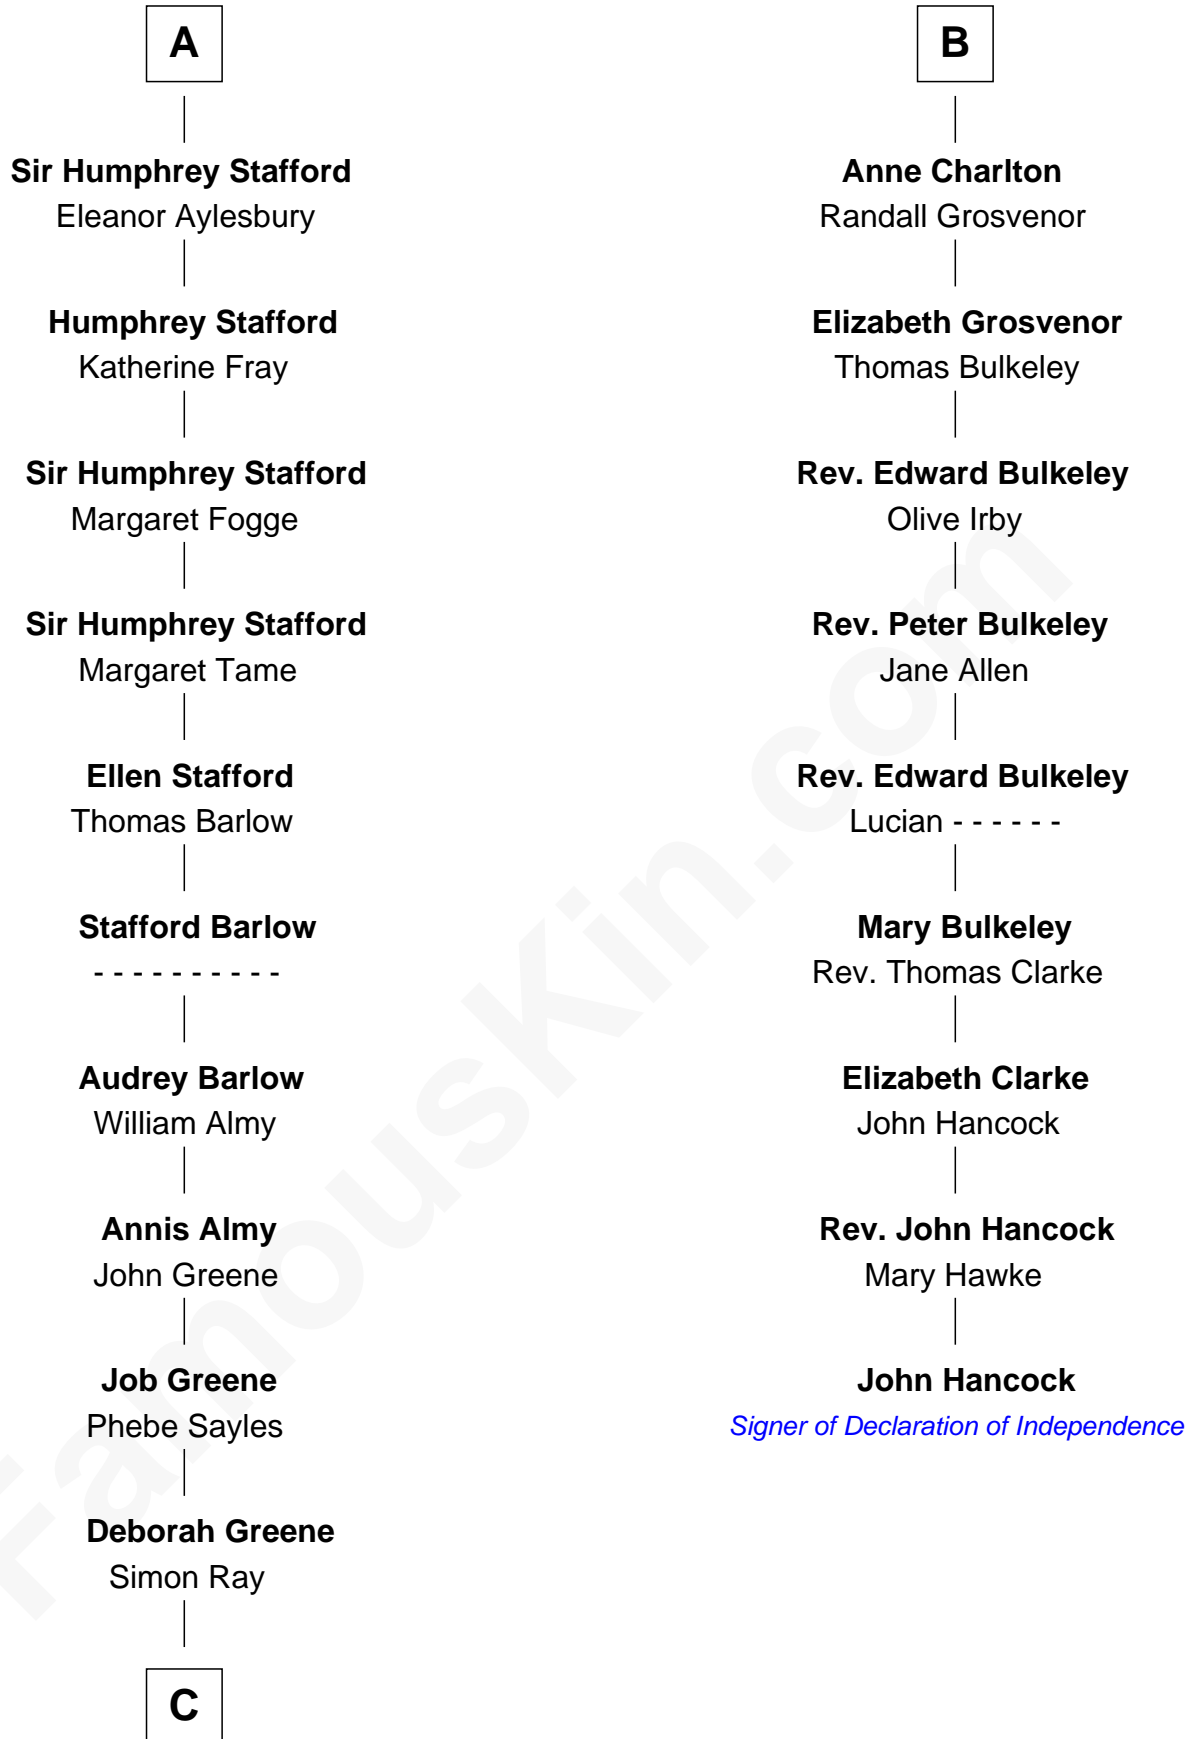 A
Sir Humphrey Stafford
Eleanor Aylesbury
Humphrey Stafford
Katherine Fray
Sir Humphrey Stafford
Margaret Fogge
Sir Humphrey Stafford
Margaret Tame
Ellen Stafford
Thomas Barlow
Stafford Barlow
- - - - - - - - - -
Audrey Barlow
William Almy
Annis Almy
John Greene
Job Greene
Phebe Sayles
Deborah Greene
Simon Ray
C
B
Anne Charlton
Randall Grosvenor
Elizabeth Grosvenor
Thomas Bulkeley
Rev. Edward Bulkeley
Olive Irby
Rev. Peter Bulkeley
Jane Allen
Rev. Edward Bulkeley
Lucian - - - - - -
Mary Bulkeley
Rev. Thomas Clarke
Elizabeth Clarke
John Hancock
Rev. John Hancock
Mary Hawke
John Hancock
Signer of Declaration of Independence
FamousKin.com